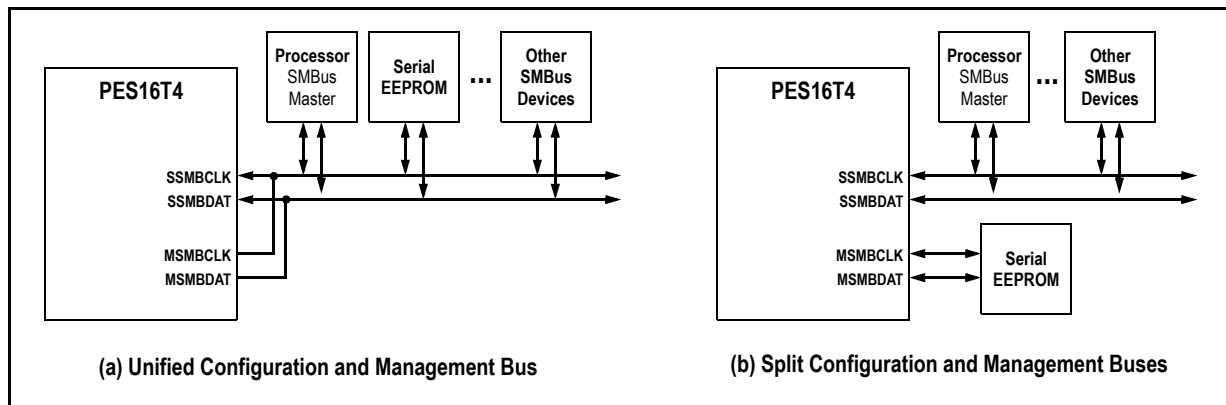 PES16T4
Processor
SMBus
Master
Serial
EEPROM
...
Other
SMBus
Devices
SSMBCLK
SSMBDAT
MSMBCLK
MSMBDAT
(a) Unified Configuration and Management Bus
PES16T4
Processor
SMBus
Master
...
Other
SMBus
Devices
SSMBCLK
SSMBDAT
MSMBCLK
MSMBDAT
Serial
EEPROM
(b) Split Configuration and Management Buses